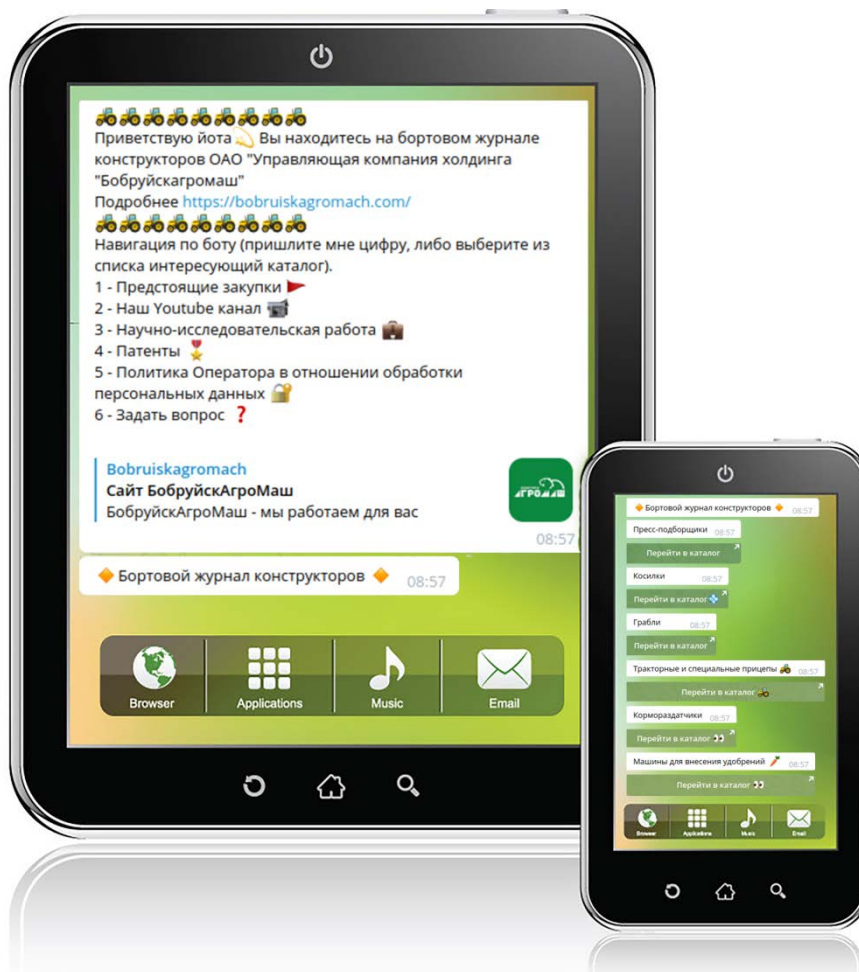 🚜🚜🚜🚜🚜🚜🚜🚜🚜
Приветствую йота 💫 Вы находитесь на бортовом журнале
конструкторов ОАО "Управляющая компания холдинга
"Бобруйскагромаш"
Подробнее https://bobruiskagromach.com/
🚜🚜🚜🚜🚜🚜🚜🚜🚜
Навигация по боту (пришлите мне цифру, либо выберите из
списка интересующий каталог).
1 - Предстоящие закупки 🚩
2 - Наш Youtube канал 📹
3 - Научно-исследовательская работа 💼
4 - Патенты 🎖
5 - Политика Оператора в отношении обработки
персональных данных 🔐
6 - Задать вопрос ❓
Bobruiskagromach
Сайт БобруйскАгроМаш
БобруйскАгроМаш - мы работаем для вас
АГРОМАШ
08:57
🔸 Бортовой журнал конструкторов 🔸 08:57
Browser Applications Music Email
🔸 Бортовой журнал конструкторов 🔸 08:57
Пресс-подборщики 08:57
Перейти в каталог
Косилки 08:57
Перейти в каталог 💠
Грабли 08:57
Перейти в каталог
Тракторные и специальные прицепы 🚜 08:57
Перейти в каталог 🚜
Кормораздатчики 08:57
Перейти в каталог 👀
Машины для внесения удобрений 🥕 08:57
Перейти в каталог 👀
Browser Applications Music Email